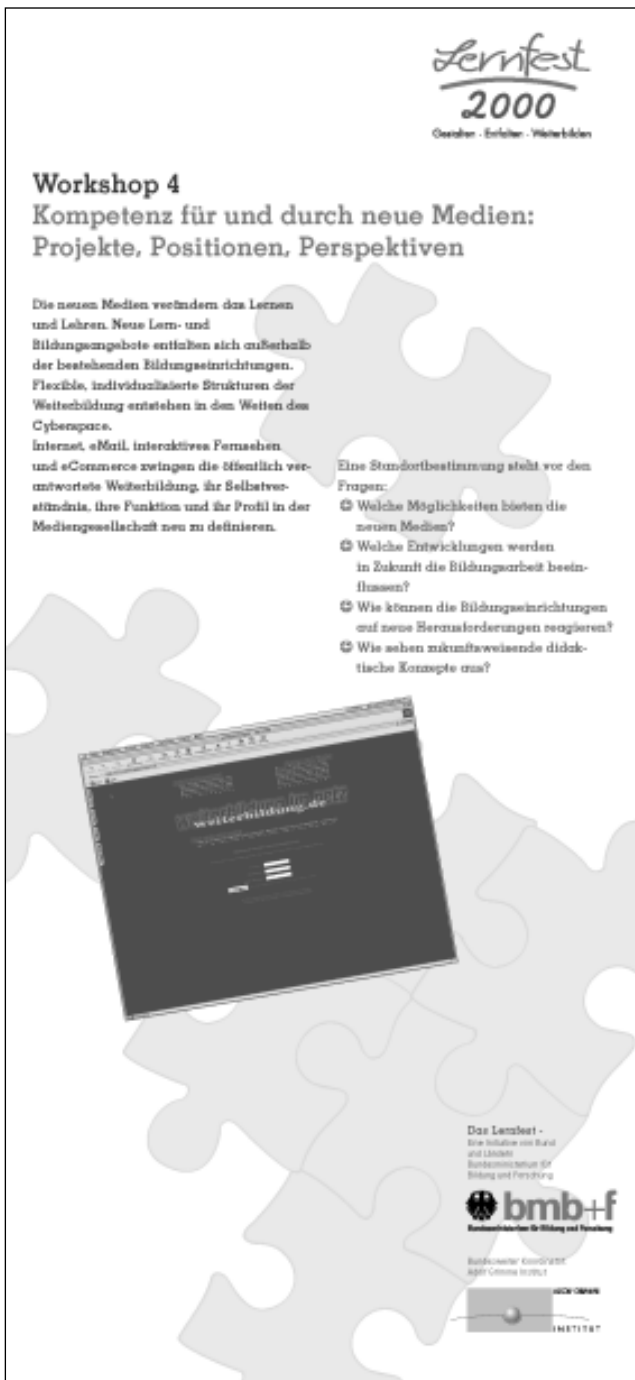 Lernfest
2000
Gestalten - Entfalten - Weiterbilden
Workshop 4
Kompetenz für und durch neue Medien:
Projekte, Positionen, Perspektiven
Die neuen Medien verändern das Lernen
und Lehren. Neue Lern- und
Bildungsangebote entfalten sich außerhalb
der bestehenden Bildungseinrichtungen.
Flexible, individualisierte Strukturen der
Weiterbildung entstehen in den Weiten des
Cyberspace.
Internet, eMail, interaktives Fernsehen
und eCommerce zwingen die öffentlich ver-
antwortete Weiterbildung, ihr Selbstver-
ständnis, ihre Funktion und ihr Profil in der
Mediengesellschaft neu zu definieren.
Eine Standortbestimmung steht vor den
Fragen:
☺ Welche Möglichkeiten bieten die
neuen Medien?
☺ Welche Entwicklungen werden
in Zukunft die Bildungsarbeit beein-
flussen?
☺ Wie können die Bildungseinrichtungen
auf neue Herausforderungen reagieren?
☺ Wie sehen zukunftsweisende didak-
tische Konzepte aus?
weiterbildung im netz
weiterbildung.de
Das Lernfest -
Eine Initiative von Bund
und Ländern
Bundesministerium für
Bildung und Forschung
bmb+f
Bundesministerium für Bildung und Forschung
Bundesweiter Koordinator:
Adolf Grimme Institut
ADOLF GRIMME
INSTITUT